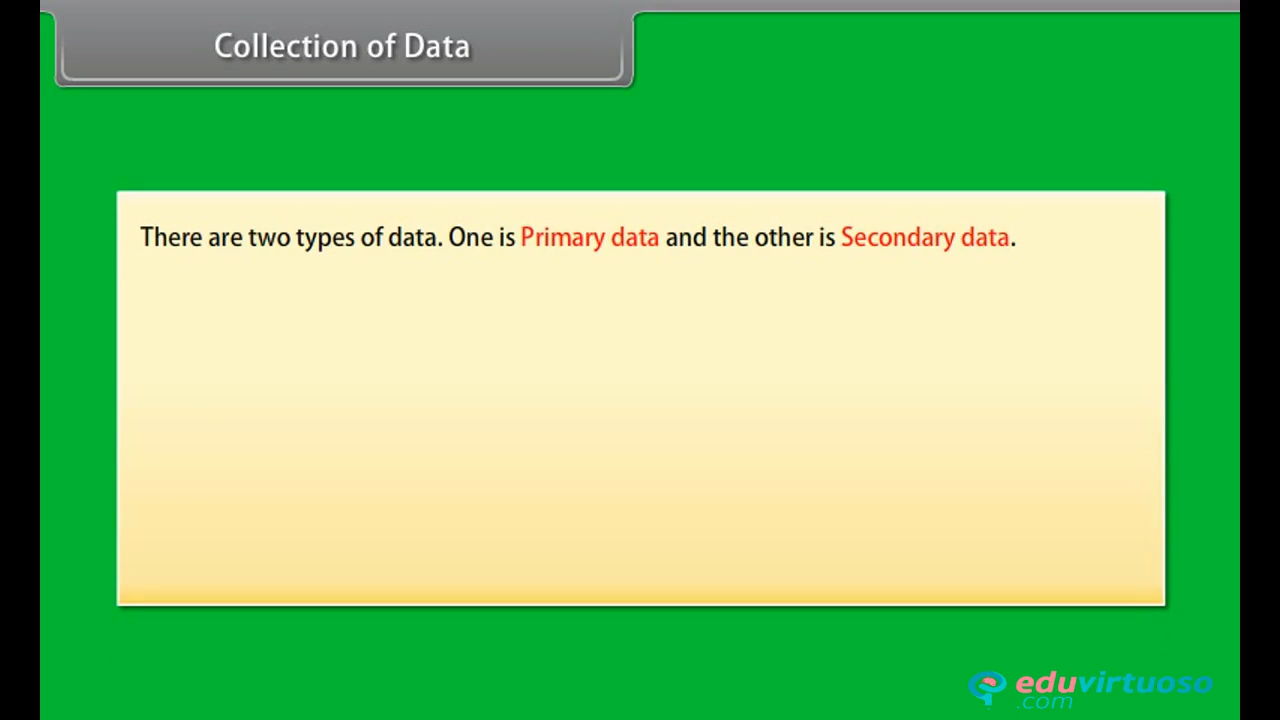 Collection of Data
There are two types of data. One is Primary data and the other is Secondary data.
eduvirtuoso
.com